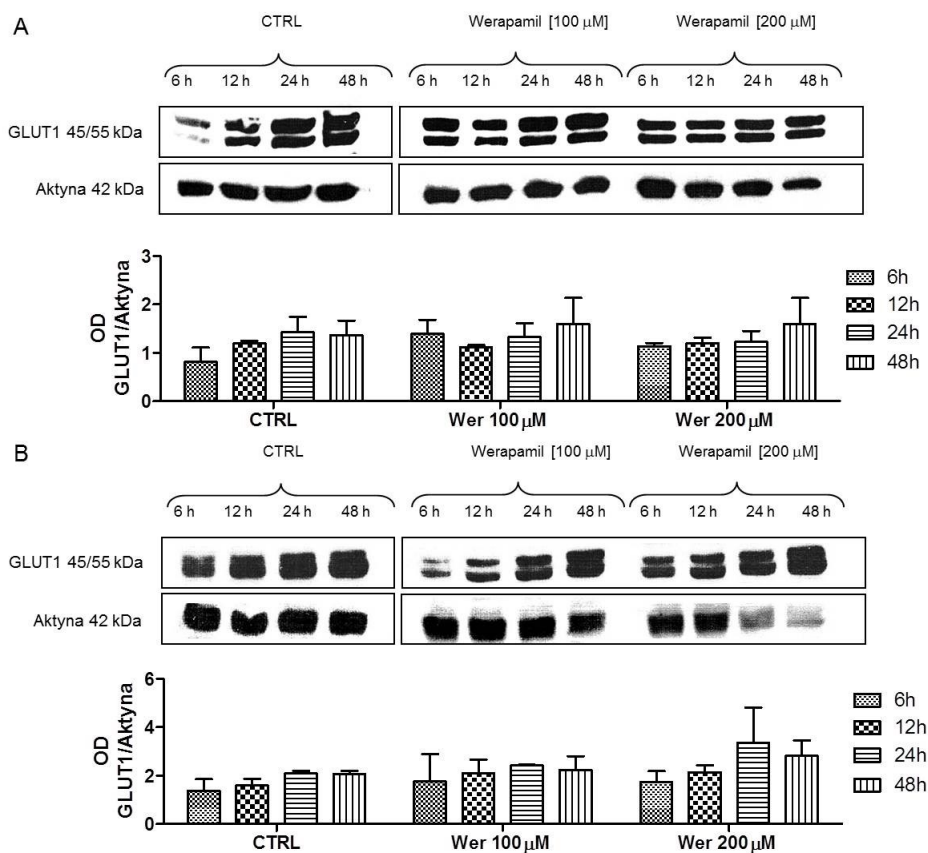 A
CTRL Werapamil [100 μM] Werapamil [200 μM]
6 h 12 h 24 h 48 h 6 h 12 h 24 h 48 h 6 h 12 h 24 h 48 h
GLUT1 45/55 kDa
Aktyna 42 kDa
OD
GLUT1/Aktyna
3
2
1
0
CTRL Wer 100 μM Wer 200 μM
6h
12h
24h
48h
B
CTRL Werapamil [100 μM] Werapamil [200 μM]
6 h 12 h 24 h 48 h 6 h 12 h 24 h 48 h 6 h 12 h 24 h 48 h
GLUT1 45/55 kDa
Aktyna 42 kDa
OD
GLUT1/Aktyna
6
4
2
0
CTRL Wer 100 μM Wer 200 μM
6h
12h
24h
48h